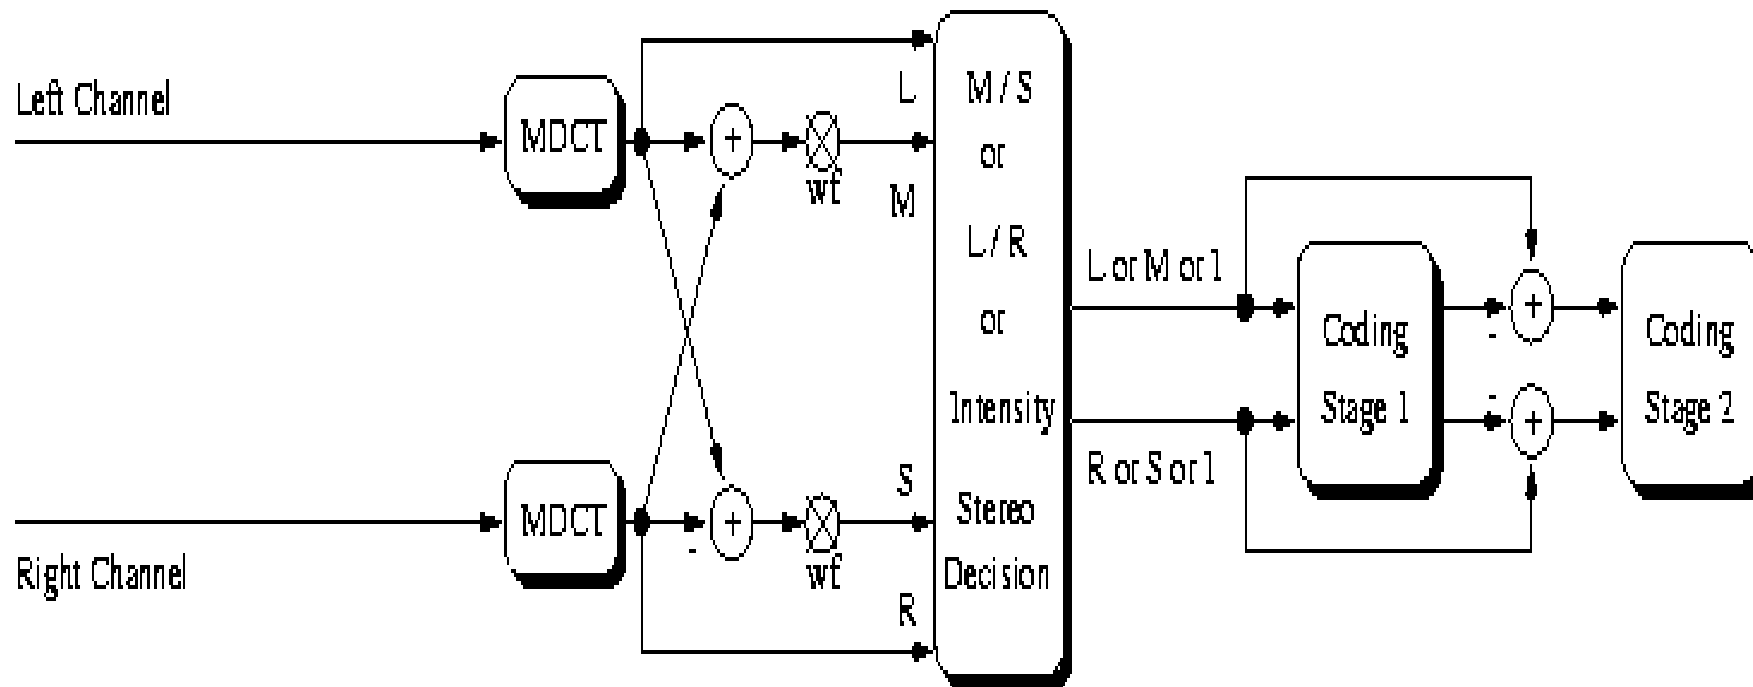 Left Channel
MDCT
+
wf
L
M
M / S
or
L / R
or
Intensity
Stereo
Decision
L or M or I
Coding
Stage 1
-
+
Coding
Stage 2
R or S or I
-
+
Right Channel
MDCT
-
+
wf
S
R